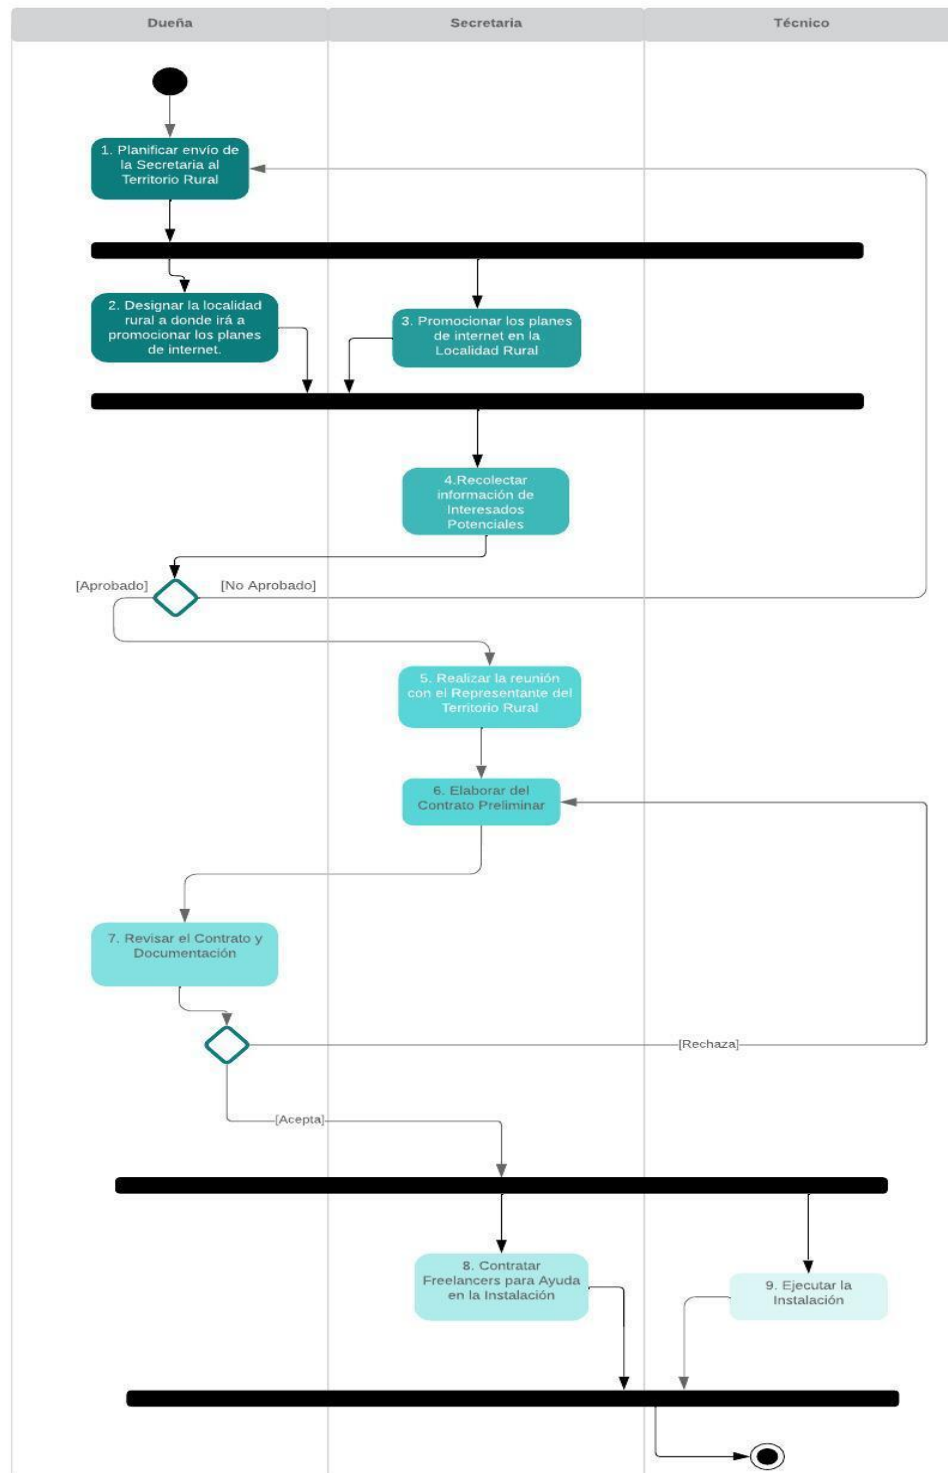 Dueña
Secretaria
Técnico
1. Planificar envío de
la Secretaria al
Territorio Rural
2. Designar la localidad
rural a donde irá a
promocionar los planes
de internet.
3. Promocionar los planes
de internet en la
Localidad Rural
4.Recolectar
información de
Interesados
Potenciales
[Aprobado]
[No Aprobado]
5. Realizar la reunión
con el Representante del
Territorio Rural
6. Elaborar del
Contrato Preliminar
7. Revisar el Contrato y
Documentación
[Rechaza]
[Acepta]
8. Contratar
Freelancers para Ayuda
en la Instalación
9. Ejecutar la
Instalación